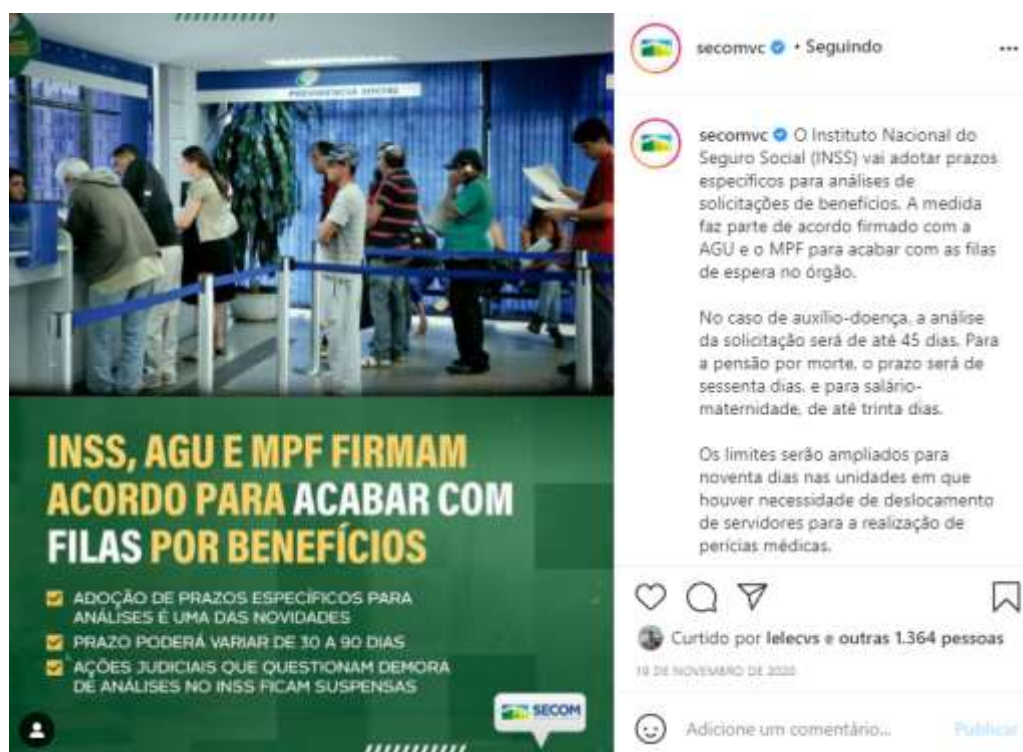 PREVIDÊNCIA SOCIAL
INSS, AGU E MPF FIRMAM
ACORDO PARA ACABAR COM
FILAS POR BENEFÍCIOS
ADOÇÃO DE PRAZOS ESPECÍFICOS PARA
ANÁLISES É UMA DAS NOVIDADES
PRAZO PODERÁ VARIAR DE 30 A 90 DIAS
AÇÕES JUDICIAIS QUE QUESTIONAM DEMORA
DE ANÁLISES NO INSS FICAM SUSPENSAS
SECOM
secomvc • Seguindo
secomvc O Instituto Nacional do
Seguro Social (INSS) vai adotar prazos
específicos para análises de
solicitações de benefícios. A medida
faz parte de acordo firmado com a
AGU e o MPF para acabar com as filas
de espera no órgão.
No caso de auxílio-doença, a análise
da solicitação será de até 45 dias. Para
a pensão por morte, o prazo será de
sessenta dias, e para salário-
maternidade, de até trinta dias.
Os limites serão ampliados para
noventa dias nas unidades em que
houver necessidade de deslocamento
de servidores para a realização de
perícias médicas.
Curtido por lelecvs e outras 1.364 pessoas
19 DE NOVEMBRO DE 2020
Adicione um comentário... Publicar